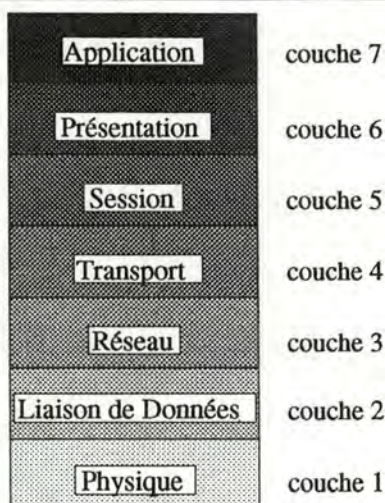 Application couche 7
Présentation couche 6
Session couche 5
Transport couche 4
Réseau couche 3
Liaison de Données couche 2
Physique couche 1